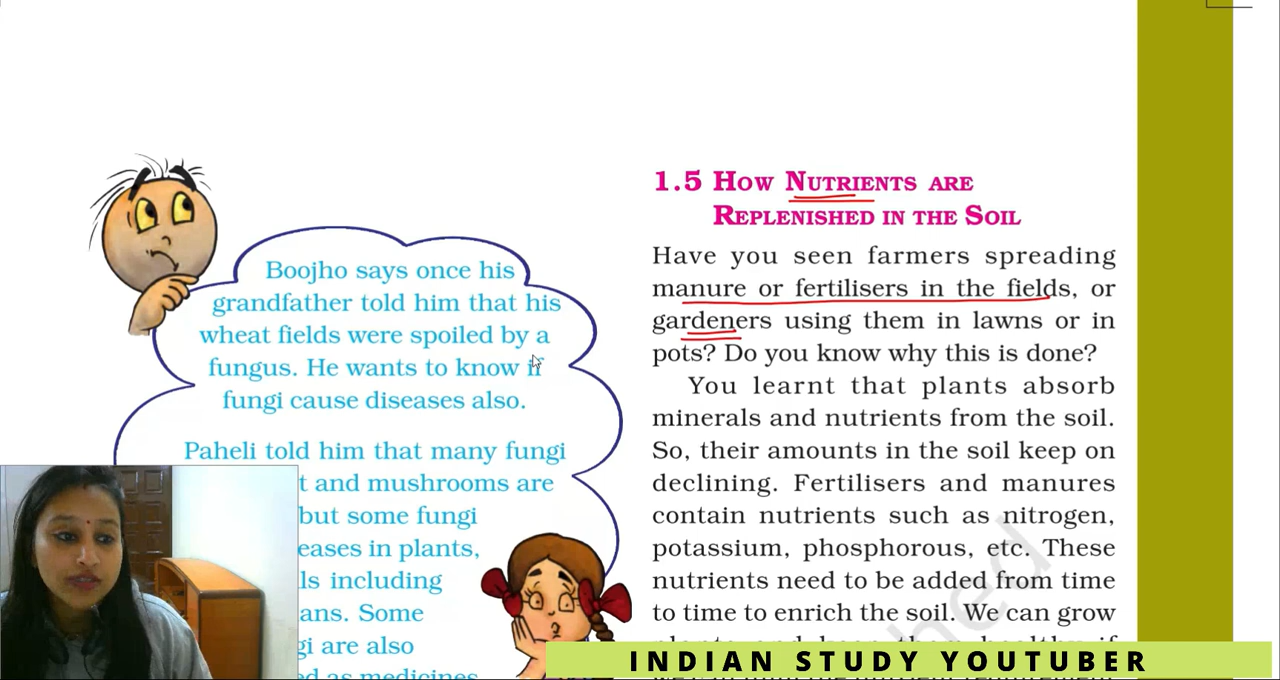 Boojho says once his
grandfather told him that his
wheat fields were spoiled by a
fungus. He wants to know if
fungi cause diseases also.
Paheli told him that many fungi
t and mushrooms are
but some fungi
eases in plants,
ls including
ans. Some
gi are also
ed as medicines
1.5 HOW NUTRIENTS ARE
REPLENISHED IN THE SOIL
Have you seen farmers spreading
manure or fertilisers in the fields, or
gardeners using them in lawns or in
pots? Do you know why this is done?
You learnt that plants absorb
minerals and nutrients from the soil.
So, their amounts in the soil keep on
declining. Fertilisers and manures
contain nutrients such as nitrogen,
potassium, phosphorous, etc. These
nutrients need to be added from time
to time to enrich the soil. We can grow
INDIAN STUDY YOUTUBER